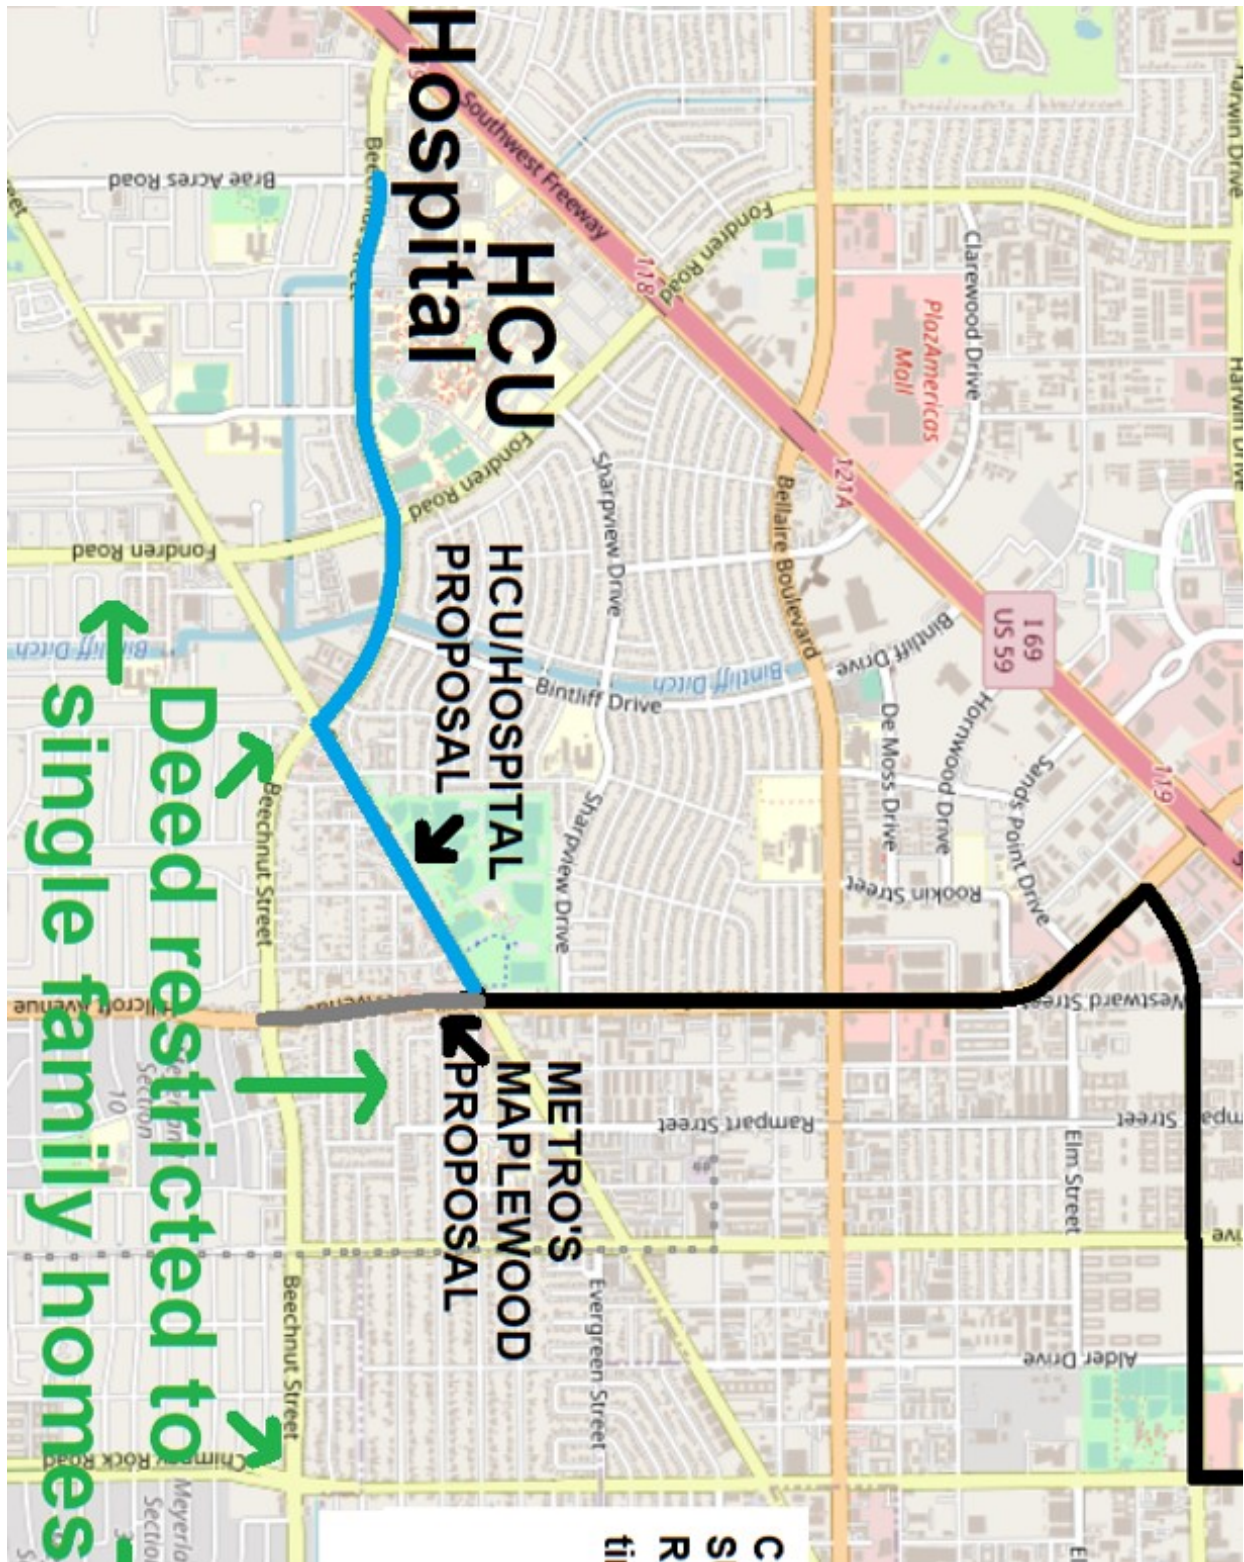 Hospital
HCU
HCU/HOSPITAL
PROPOSAL
METRO'S
MAPLEWOOD
PROPOSAL
Deed restricted to
single family homes
Southwest Freeway
118
121A
119
I 69
US 59
Harwin Drive
Harwin Drive
Clarewood Drive
PlazAmericas
Mall
Fondren Road
Fondren Road
Fondren Road
Brae Acres Road
Sharpview Drive
Sharpview Drive
Bellaire Boulevard
Bintliff Drive
Bintliff Drive
Bintliff Ditch
Bintliff Ditch
De Moss Drive
Hornwood Drive
Sands Point Drive
Rookin Street
Westward Street
Beechnut Street
Beechnut Street
Rampart Street
Street
Elm Street
Alder Drive
Evergreen Street
Chimney Rock Road
Section
10